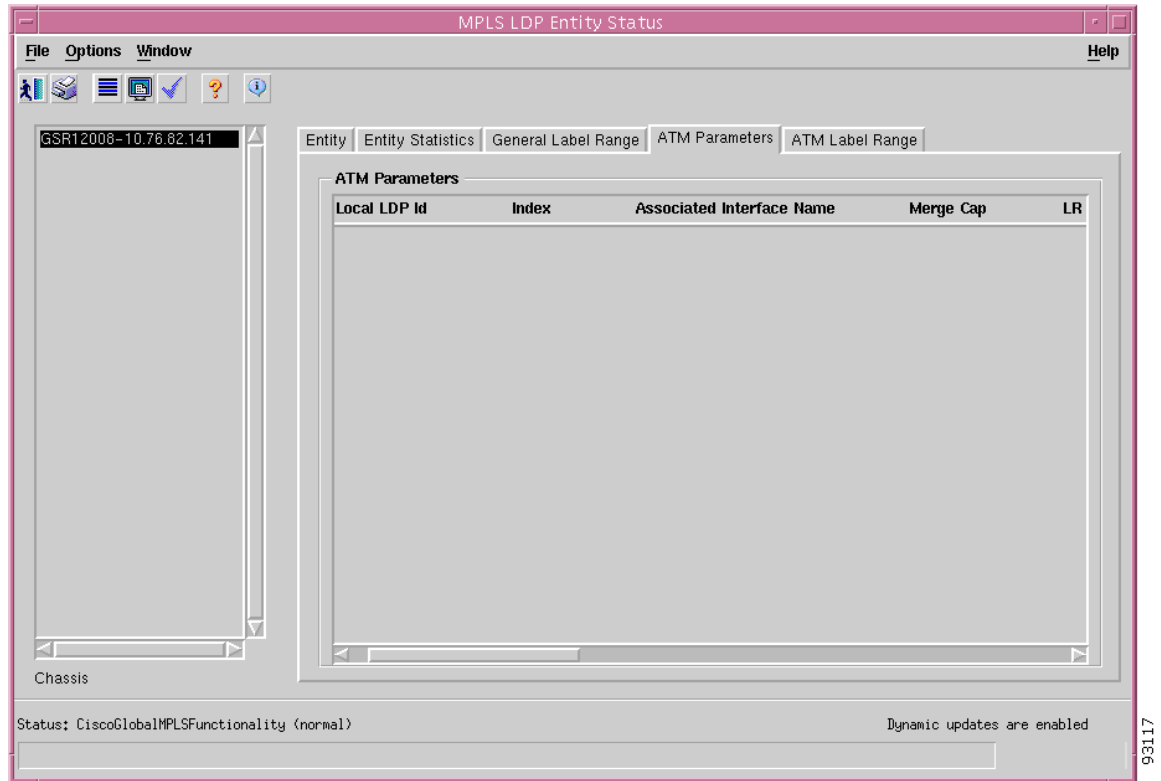 MPLS LDP Entity Status
File Options Window Help
GSR12008-10.76.82.141
Entity Entity Statistics General Label Range ATM Parameters ATM Label Range
ATM Parameters
Local LDP Id Index Associated Interface Name Merge Cap LR
Chassis
Status: CiscoGlobalMPLSFunctionality (normal) Dynamic updates are enabled
93117